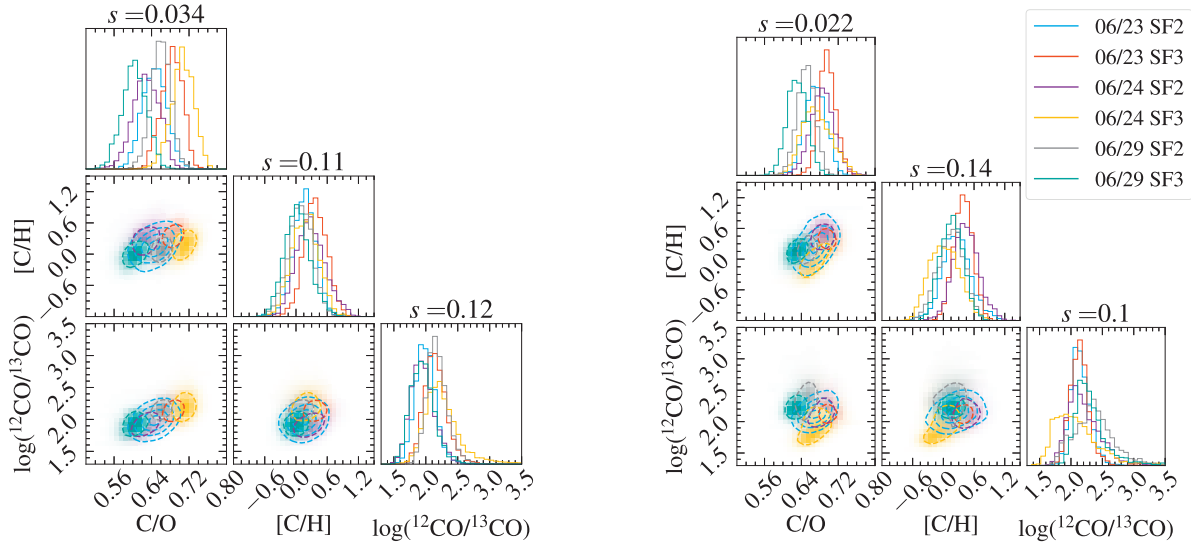 s =0.034
s =0.11
s =0.12
[C/H]
1.2
0.6
0.0
−0.6
log(¹²CO/¹³CO)
3.5
3.0
2.5
2.0
1.5
0.56 0.64 0.72 0.80
C/O
−0.6 0.0 0.6 1.2
[C/H]
1.5 2.0 2.5 3.0 3.5
log(¹²CO/¹³CO)
s =0.022
s =0.14
s =0.1
[C/H]
1.2
0.6
0.0
−0.6
log(¹²CO/¹³CO)
3.5
3.0
2.5
2.0
1.5
0.56 0.64 0.72 0.80
C/O
−0.6 0.0 0.6 1.2
[C/H]
1.5 2.0 2.5 3.0 3.5
log(¹²CO/¹³CO)
06/23 SF2
06/23 SF3
06/24 SF2
06/24 SF3
06/29 SF2
06/29 SF3